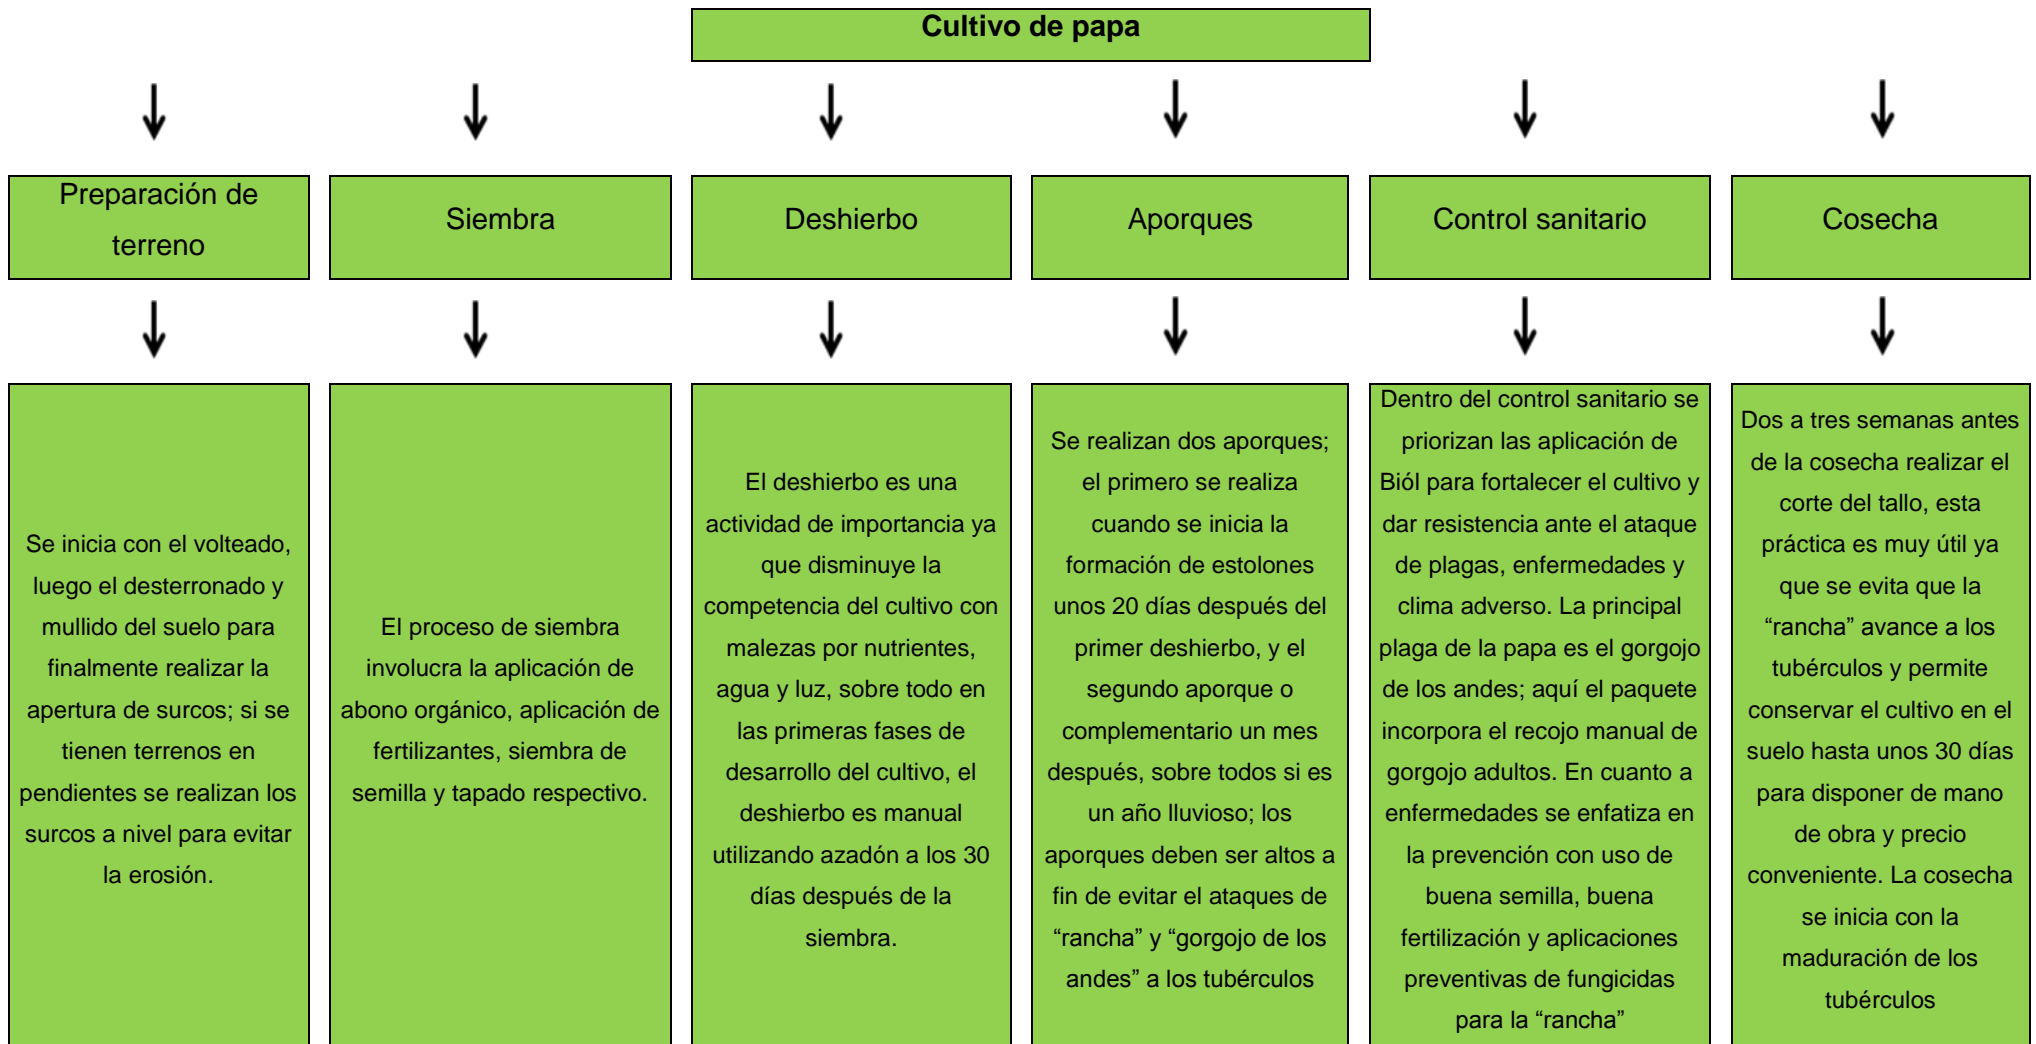 Cultivo de papa
Preparación de
terreno
Siembra
Deshierbo
Aporques
Control sanitario
Cosecha
Se inicia con el volteado,
luego el desterronado y
mullido del suelo para
finalmente realizar la
apertura de surcos; si se
tienen terrenos en
pendientes se realizan los
surcos a nivel para evitar
la erosión.
El proceso de siembra
involucra la aplicación de
abono orgánico, aplicación de
fertilizantes, siembra de
semilla y tapado respectivo.
El deshierbo es una
actividad de importancia ya
que disminuye la
competencia del cultivo con
malezas por nutrientes,
agua y luz, sobre todo en
las primeras fases de
desarrollo del cultivo, el
deshierbo es manual
utilizando azadón a los 30
días después de la
siembra.
Se realizan dos aporques;
el primero se realiza
cuando se inicia la
formación de estolones
unos 20 días después del
primer deshierbo, y el
segundo aporque o
complementario un mes
después, sobre todos si es
un año lluvioso; los
aporques deben ser altos a
fin de evitar el ataques de
“rancha” y “gorgojo de los
andes” a los tubérculos
Dentro del control sanitario se
priorizan las aplicación de
Biól para fortalecer el cultivo y
dar resistencia ante el ataque
de plagas, enfermedades y
clima adverso. La principal
plaga de la papa es el gorgojo
de los andes; aquí el paquete
incorpora el recojo manual de
gorgojo adultos. En cuanto a
enfermedades se enfatiza en
la prevención con uso de
buena semilla, buena
fertilización y aplicaciones
preventivas de fungicidas
para la “rancha”
Dos a tres semanas antes
de la cosecha realizar el
corte del tallo, esta
práctica es muy útil ya
que se evita que la
“rancha” avance a los
tubérculos y permite
conservar el cultivo en el
suelo hasta unos 30 días
para disponer de mano
de obra y precio
conveniente. La cosecha
se inicia con la
maduración de los
tubérculos